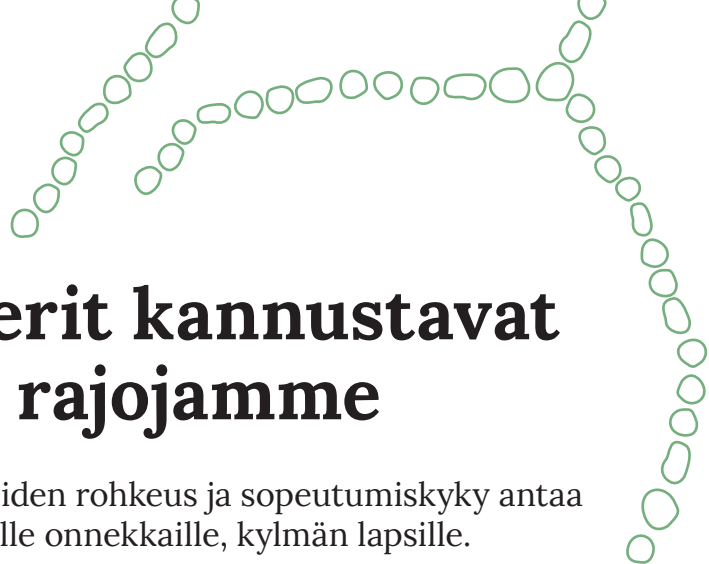 erit kannustavat
rajojamme
iden rohkeus ja sopeutumiskyky antaa
lle onnekkaille, kylmän lapsille.